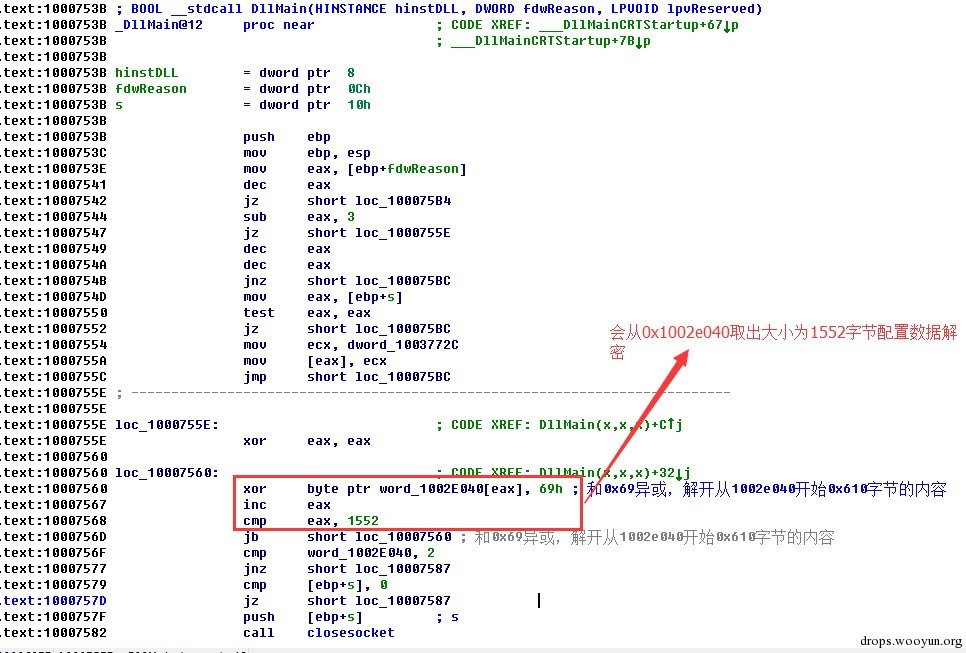 .text:1000753B ; BOOL __stdcall DllMain(HINSTANCE hinstDLL, DWORD fdwReason, LPVOID lpvReserved)
.text:1000753B _DllMain@12 proc near ; CODE XREF: ___DllMainCRTStartup+67↓p
.text:1000753B ; ___DllMainCRTStartup+7B↓p
.text:1000753B
.text:1000753B hinstDLL = dword ptr 8
.text:1000753B fdwReason = dword ptr 0Ch
.text:1000753B s = dword ptr 10h
.text:1000753B
.text:1000753B push ebp
.text:1000753C mov ebp, esp
.text:1000753E mov eax, [ebp+fdwReason]
.text:10007541 dec eax
.text:10007542 jz short loc_100075B4
.text:10007544 sub eax, 3
.text:10007547 jz short loc_1000755E
.text:10007549 dec eax
.text:1000754A dec eax
.text:1000754B jnz short loc_100075BC
.text:1000754D mov eax, [ebp+s]
.text:10007550 test eax, eax
.text:10007552 jz short loc_100075BC
.text:10007554 mov ecx, dword_1003772C
.text:1000755A mov [eax], ecx
.text:1000755C jmp short loc_100075BC
.text:1000755E ; ---------------------------------------------------------------------------
.text:1000755E
.text:1000755E loc_1000755E: ; CODE XREF: DllMain(x,x,x)+C↑j
.text:1000755E xor eax, eax
.text:10007560
.text:10007560 loc_10007560: ; CODE XREF: DllMain(x,x,x)+32↓j
.text:10007560 xor byte ptr word_1002E040[eax], 69h ; 和0x69异或，解开从1002e040开始0x610字节的内容
.text:10007567 inc eax
.text:10007568 cmp eax, 1552
.text:1000756D jb short loc_10007560 ; 和0x69异或，解开从1002e040开始0x610字节的内容
.text:1000756F cmp word_1002E040, 2
.text:10007577 jnz short loc_10007587
.text:10007579 cmp [ebp+s], 0
.text:1000757D jz short loc_10007587
.text:1000757F push [ebp+s] ; s
.text:10007582 call closesocket
会从0x1002e040取出大小为1552字节配置数据解
密
drops.wooyun.org